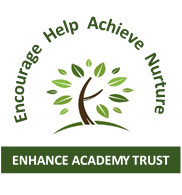 Encourage Help Achieve Nurture
ENHANCE ACADEMY TRUST